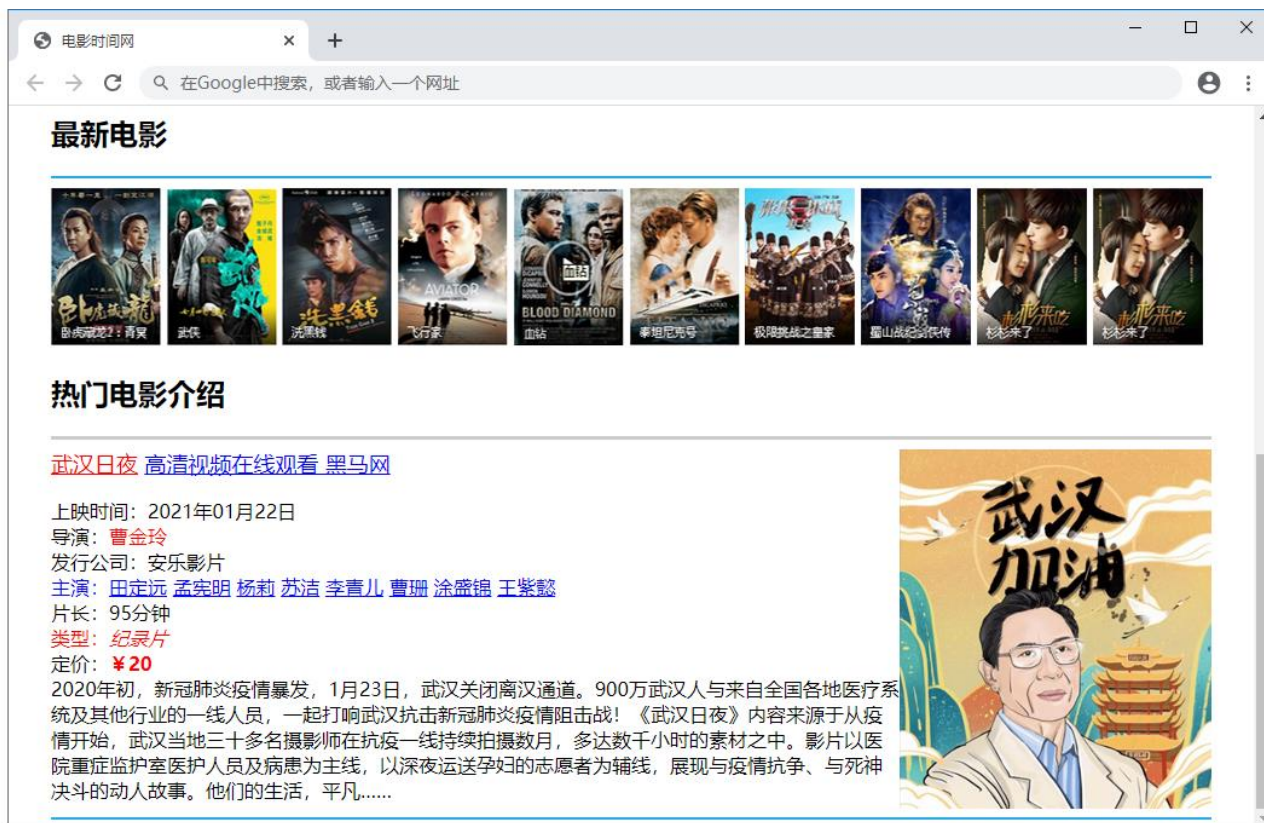 电影时间网
在Google中搜索，或者输入一个网址
最新电影
卧虎藏龙2：青冥
武侠
洗黑钱
飞行家
血钻
泰坦尼克号
极限挑战之皇家
蜀山战纪剑侠传
杉杉来了
杉杉来了
AVIATOR
BLOOD DIAMOND
血钻
热门电影介绍
武汉日夜 高清视频在线观看 黑马网
武汉
加油
上映时间：2021年01月22日
导演：曹金玲
发行公司：安乐影片
主演：田定远 孟宪明 杨莉 苏洁 李青儿 曹珊 涂盛锦 王紫懿
片长：95分钟
类型：纪录片
定价：￥20
2020年初，新冠肺炎疫情暴发，1月23日，武汉关闭离汉通道。900万武汉人与来自全国各地医疗系
统及其他行业的一线人员，一起打响武汉抗击新冠肺炎疫情阻击战！《武汉日夜》内容来源于从疫
情开始，武汉当地三十多名摄影师在抗疫一线持续拍摄数月，多达数千小时的素材之中。影片以医
院重症监护室医护人员及病患为主线，以深夜运送孕妇的志愿者为辅线，展现与疫情抗争、与死神
决斗的动人故事。他们的生活，平凡......